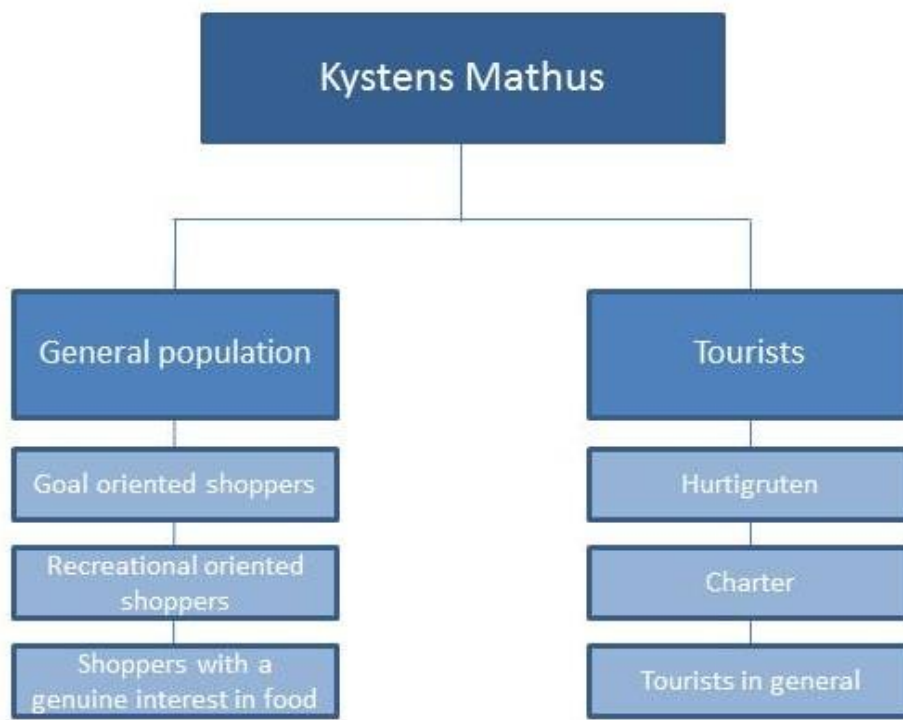 Kystens Mathus
General population
Tourists
Goal oriented shoppers
Hurtigruten
Recreational oriented
shoppers
Charter
Shoppers with a
genuine interest in food
Tourists in general